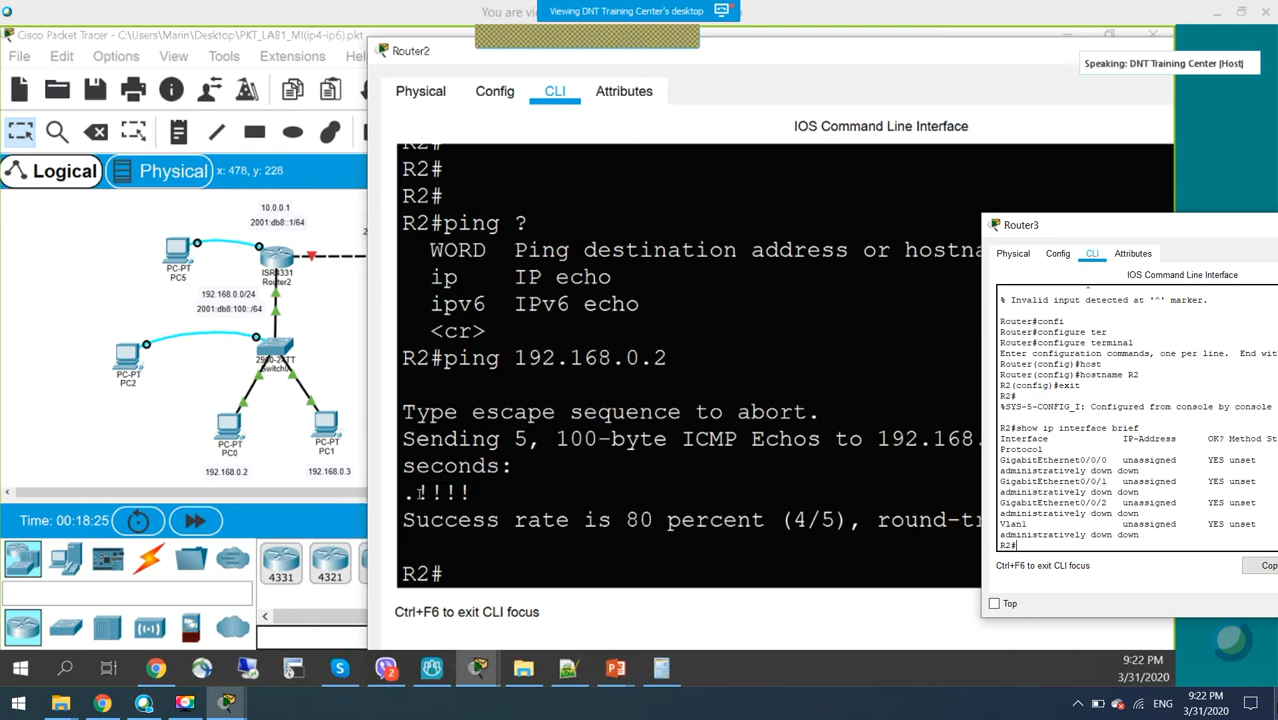 You are vi
Viewing DNT Training Center's desktop
Cisco Packet Tracer - C:\Users\Marin\Desktop\PKT_LAB1_MI(ip4-ip6).pkt
File Edit Options View Tools Extensions Hel
Logical
Physical
x: 478, y: 228
10.0.0.1
2001:db8::1/64
PC-PT
PC5
ISR4331
Router2
192.168.0.0/24
2001:db8:100::/64
PC-PT
PC2
Switch0
PC-PT
PC0
PC-PT
PC1
192.168.0.2
192.168.0.3
Time: 00:18:25
4331
4321
Router2
Speaking: DNT Training Center (Host)
Physical Config CLI Attributes
IOS Command Line Interface
R2#
R2#
R2#
R2#ping ?
WORD Ping destination address or hostna
ip IP echo
ipv6 IPv6 echo
<cr>
R2#ping 192.168.0.2
Type escape sequence to abort.
Sending 5, 100-byte ICMP Echos to 192.168.
seconds:
.!!!!
Success rate is 80 percent (4/5), round-tr
R2#
Ctrl+F6 to exit CLI focus
Router3
Physical Config CLI Attributes
IOS Command Line Interface
^
% Invalid input detected at '^' marker.
Router#confi
Router#configure ter
Router#configure terminal
Enter configuration commands, one per line. End wit
Router(config)#host
Router(config)#hostname R2
R2(config)#exit
R2#
%SYS-5-CONFIG_I: Configured from console by console
R2#show ip interface brief
Interface IP-Address OK? Method St
Protocol
GigabitEthernet0/0/0 unassigned YES unset
administratively down down
GigabitEthernet0/0/1 unassigned YES unset
administratively down down
GigabitEthernet0/0/2 unassigned YES unset
administratively down down
Vlan1 unassigned YES unset
administratively down down
R2#
Ctrl+F6 to exit CLI focus
Cop
Top
2
9:22 PM
3/31/2020
ENG
9:22 PM
3/31/2020